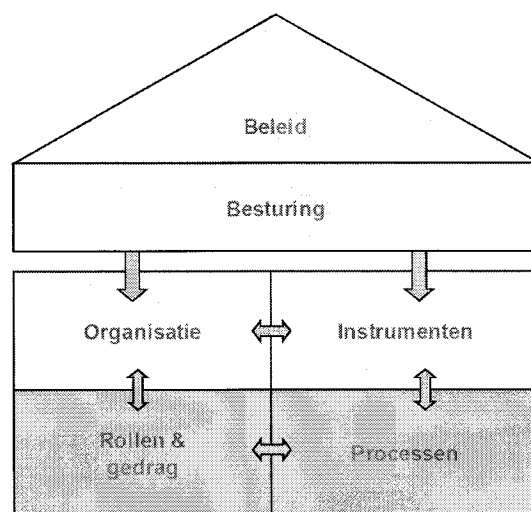 Beleid
Besturing
Organisatie
Instrumenten
Rollen &
gedrag
Processen